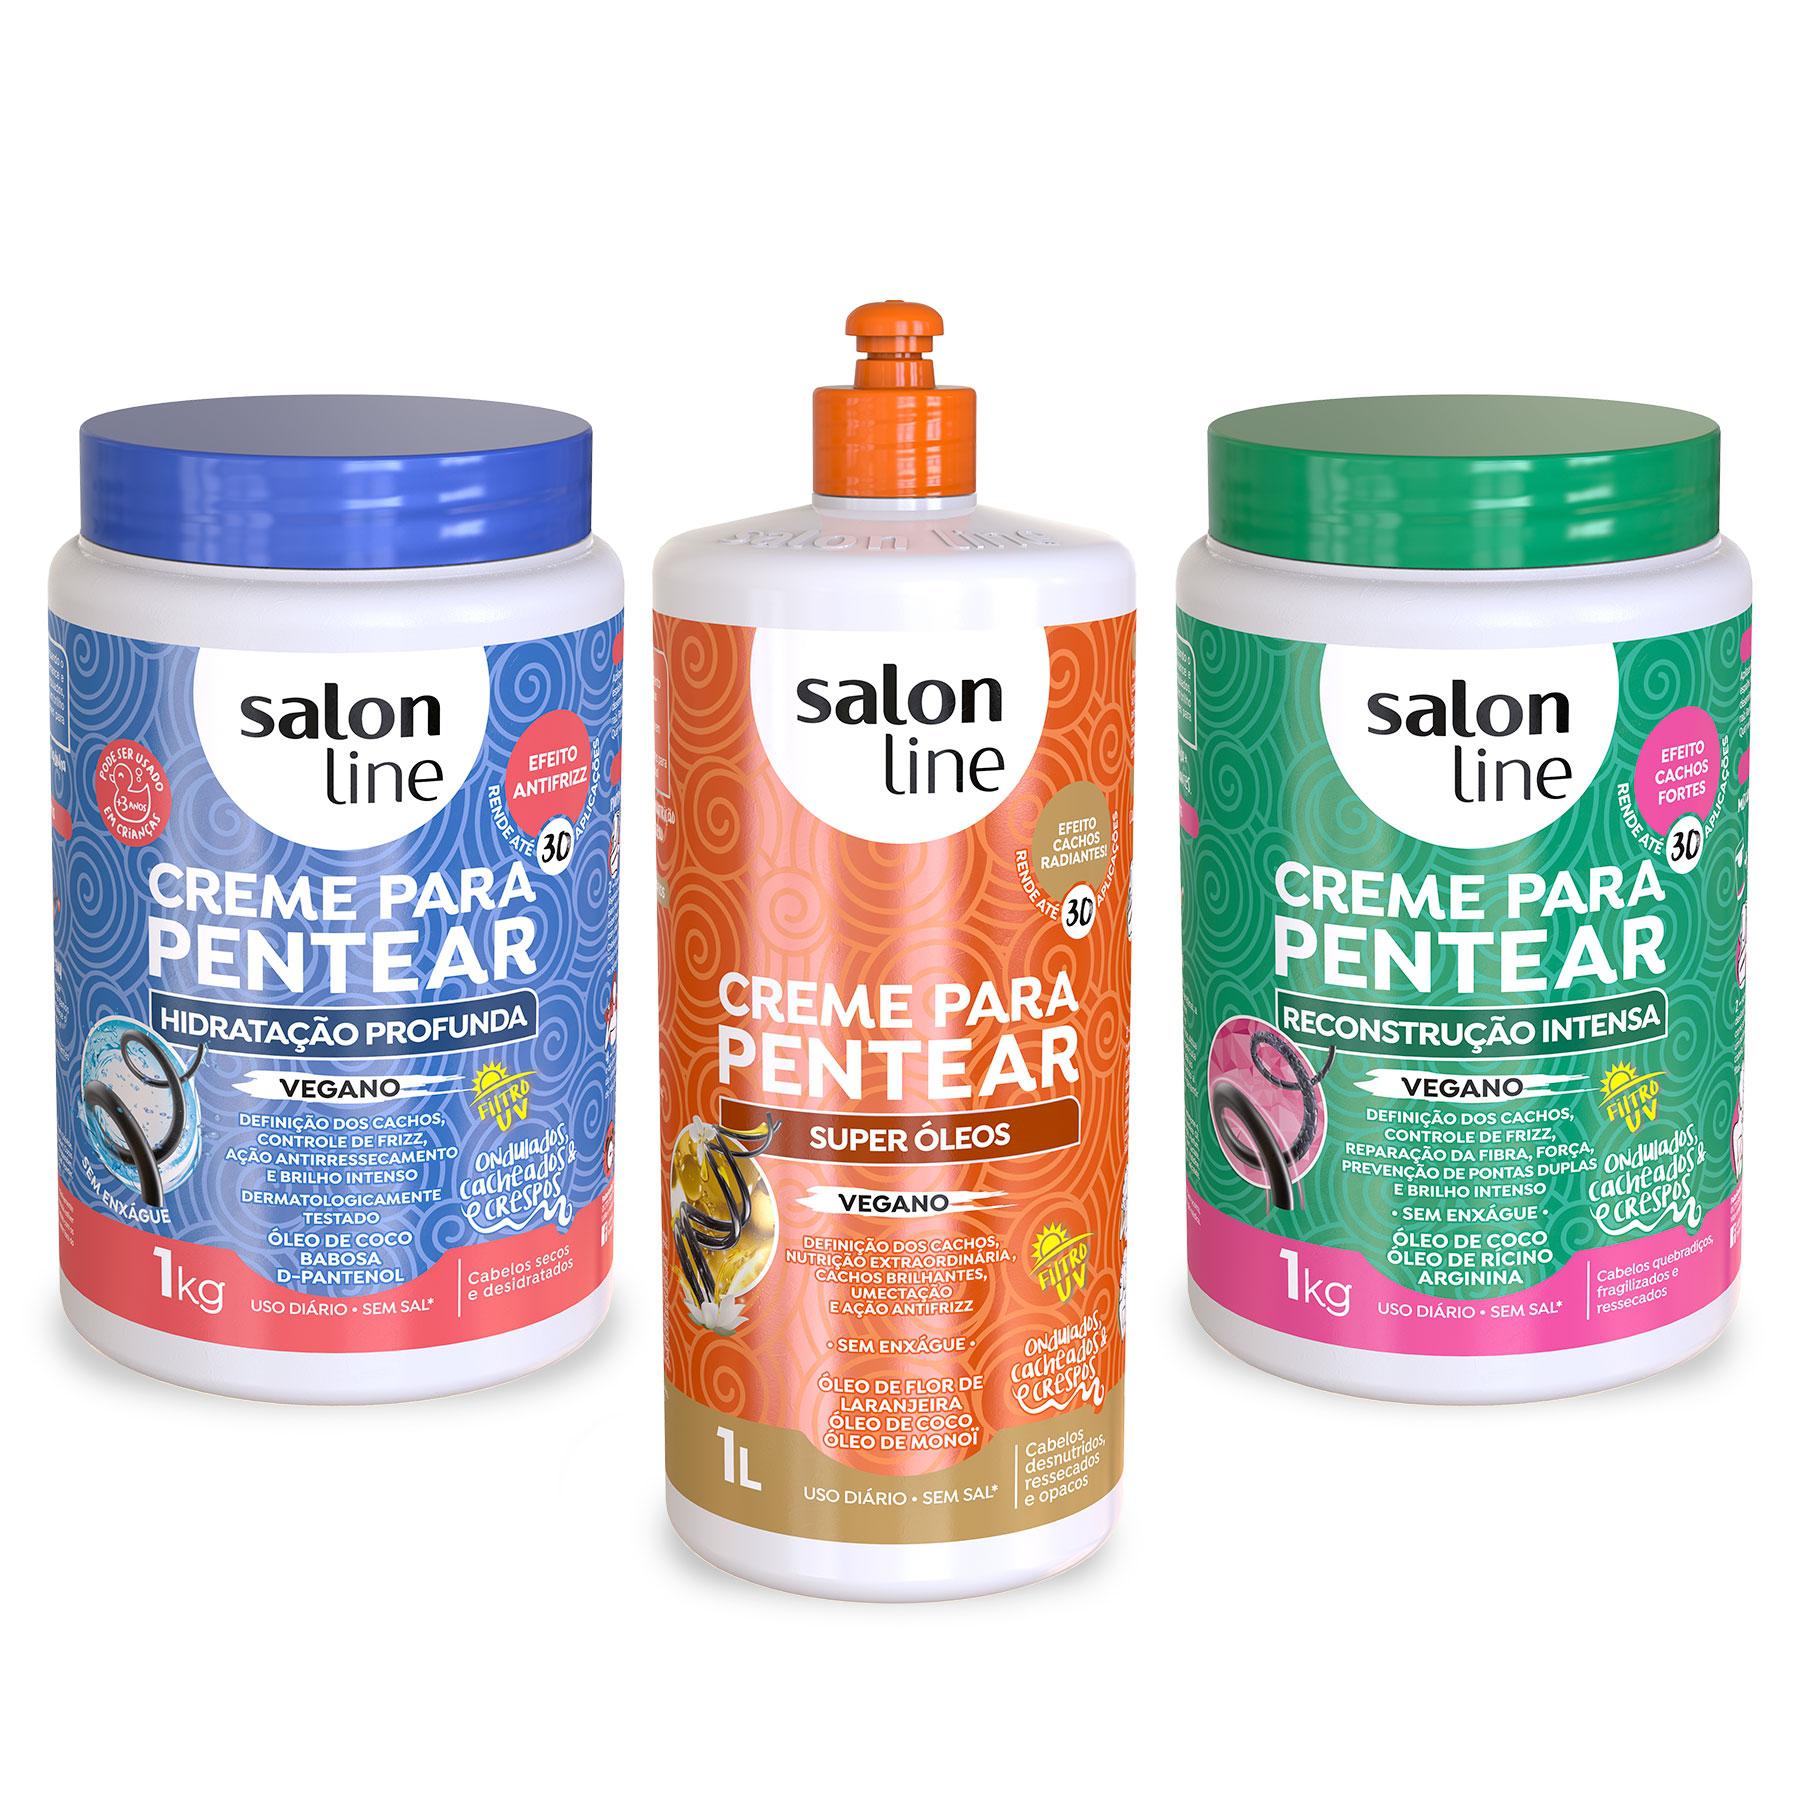 salon
line
PODE SER USADO
+3 ANOS
EM CRIANÇAS
EFEITO
ANTIFRIZZ
RENDE ATÉ 30 APLICAÇÕES
CREME PARA
PENTEAR
HIDRATAÇÃO PROFUNDA
VEGANO
FILTRO
UV
DEFINIÇÃO DOS CACHOS,
CONTROLE DE FRIZZ,
AÇÃO ANTIRRESSECAMENTO
E BRILHO INTENSO
DERMATOLOGICAMENTE
TESTADO
ÓLEO DE COCO
BABOSA
D-PANTENOL
SEM ENXÁGUE
ONDULADOS,
CACHEADOS &
CRESPOS
1kg
USO DIÁRIO • SEM SAL*
Cabelos secos
e desidratados
salon line
salon
line
EFEITO
CACHOS
RADIANTES!
RENDE ATÉ 30 APLICAÇÕES
CREME PARA
PENTEAR
SUPER ÓLEOS
VEGANO
FILTRO
UV
DEFINIÇÃO DOS CACHOS,
NUTRIÇÃO EXTRAORDINÁRIA,
CACHOS BRILHANTES,
UMECTAÇÃO
E AÇÃO ANTIFRIZZ
• SEM ENXÁGUE •
ÓLEO DE FLOR DE
LARANJEIRA
ÓLEO DE COCO
ÓLEO DE MONOÏ
ONDULADOS,
CACHEADOS &
CRESPOS
1L
USO DIÁRIO • SEM SAL*
Cabelos
desnutridos,
ressecados
e opacos
salon
line
EFEITO
CACHOS
FORTES
RENDE ATÉ 30 APLICAÇÕES
CREME PARA
PENTEAR
RECONSTRUÇÃO INTENSA
VEGANO
FILTRO
UV
DEFINIÇÃO DOS CACHOS,
CONTROLE DE FRIZZ,
REPARAÇÃO DA FIBRA, FORÇA,
PREVENÇÃO DE PONTAS DUPLAS
E BRILHO INTENSO
• SEM ENXÁGUE •
ÓLEO DE COCO
ÓLEO DE RÍCINO
ARGININA
ONDULADOS,
CACHEADOS &
CRESPOS
1kg
USO DIÁRIO • SEM SAL*
Cabelos quebradiços,
fragilizados e
ressecados